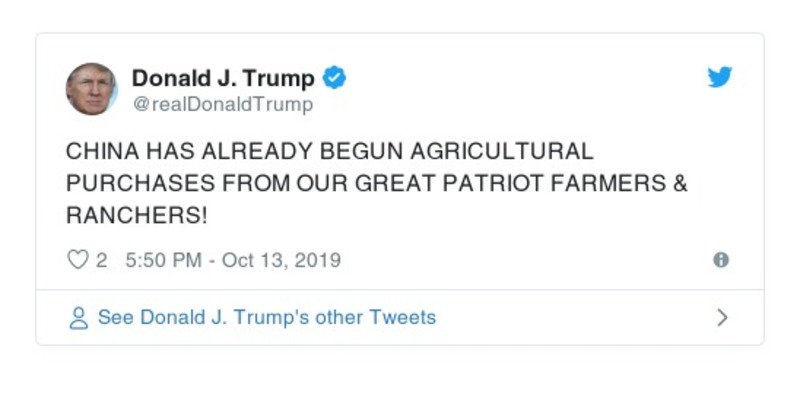 Donald J. Trump
@realDonaldTrump
CHINA HAS ALREADY BEGUN AGRICULTURAL
PURCHASES FROM OUR GREAT PATRIOT FARMERS &
RANCHERS!
2 5:50 PM - Oct 13, 2019
See Donald J. Trump's other Tweets